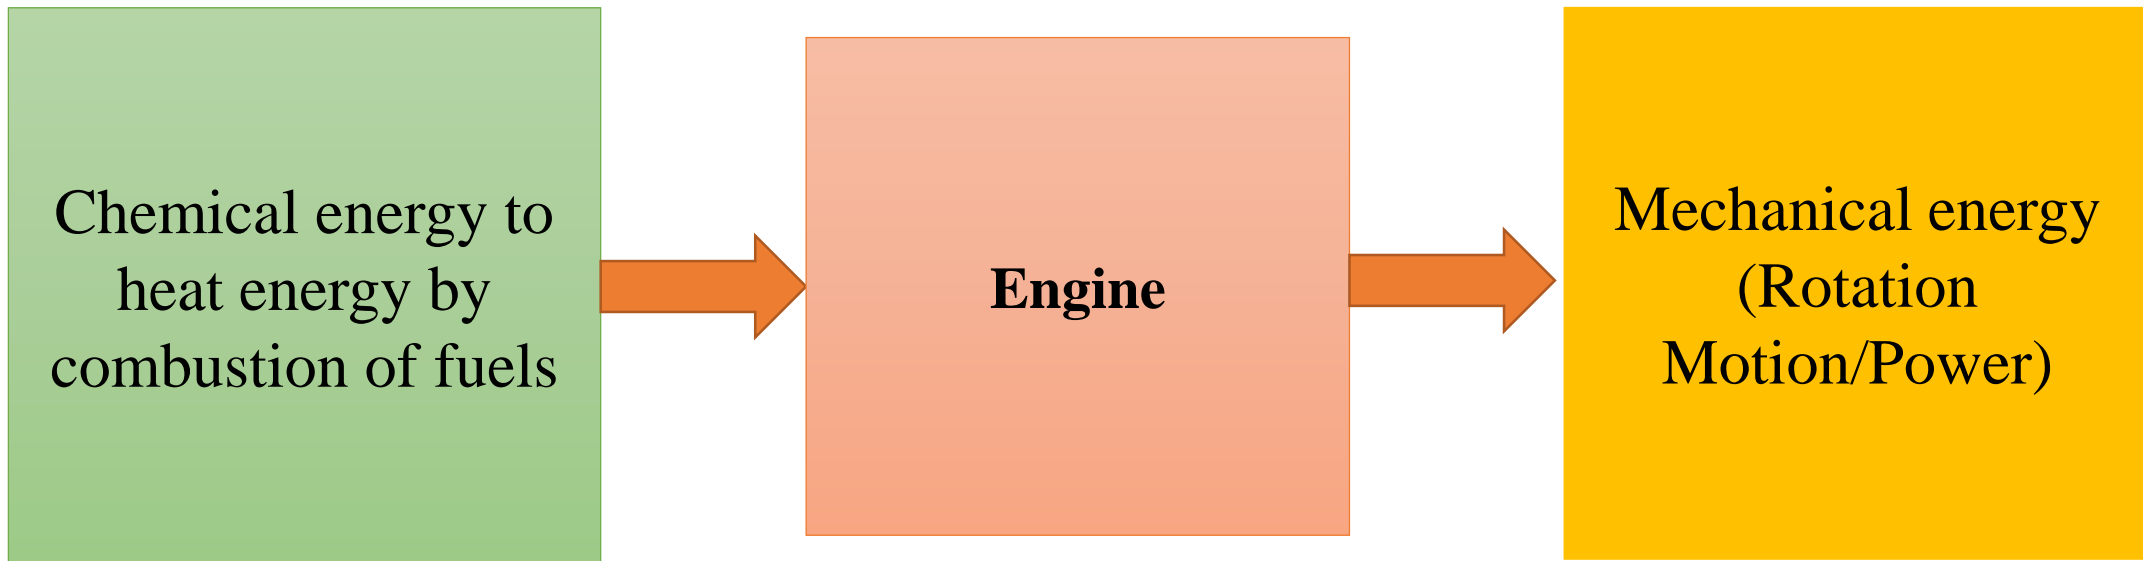 Chemical energy to
heat energy by
combustion of fuels
Engine
Mechanical energy
(Rotation
Motion/Power)